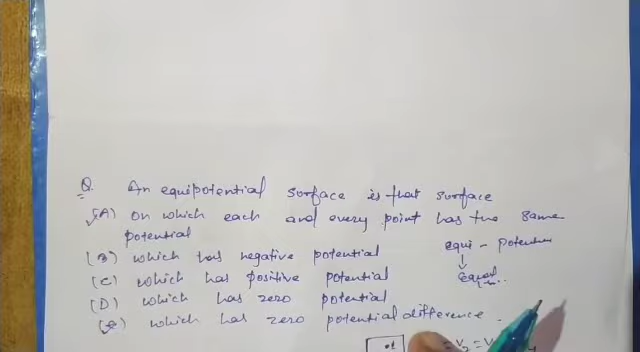 Q. An equipotential surface is that surface
(A) on which each and every point has the same
potential
(B) which has negative potential
(C) which has positive potential
(D) which has zero potential
(e) which has zero potential difference.
equi -
equal
= V2 = V